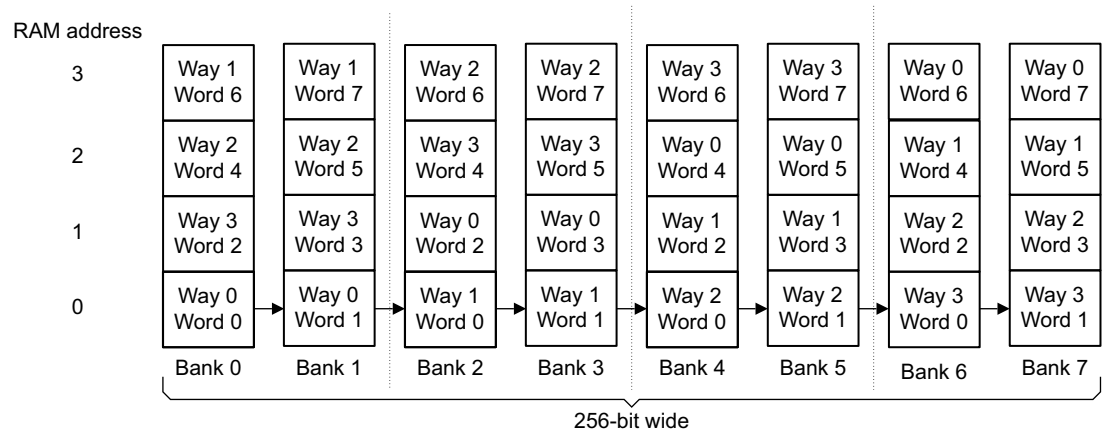 RAM address
3
Way 1 Way 1 Way 2 Way 2 Way 3 Way 3 Way 0 Way 0
Word 6 Word 7 Word 6 Word 7 Word 6 Word 7 Word 6 Word 7
2
Way 2 Way 2 Way 3 Way 3 Way 0 Way 0 Way 1 Way 1
Word 4 Word 5 Word 4 Word 5 Word 4 Word 5 Word 4 Word 5
1
Way 3 Way 3 Way 0 Way 0 Way 1 Way 1 Way 2 Way 2
Word 2 Word 3 Word 2 Word 3 Word 2 Word 3 Word 2 Word 3
0
Way 0 Way 0 Way 1 Way 1 Way 2 Way 2 Way 3 Way 3
Word 0 Word 1 Word 0 Word 1 Word 0 Word 1 Word 0 Word 1
Bank 0 Bank 1 Bank 2 Bank 3 Bank 4 Bank 5 Bank 6 Bank 7
256-bit wide